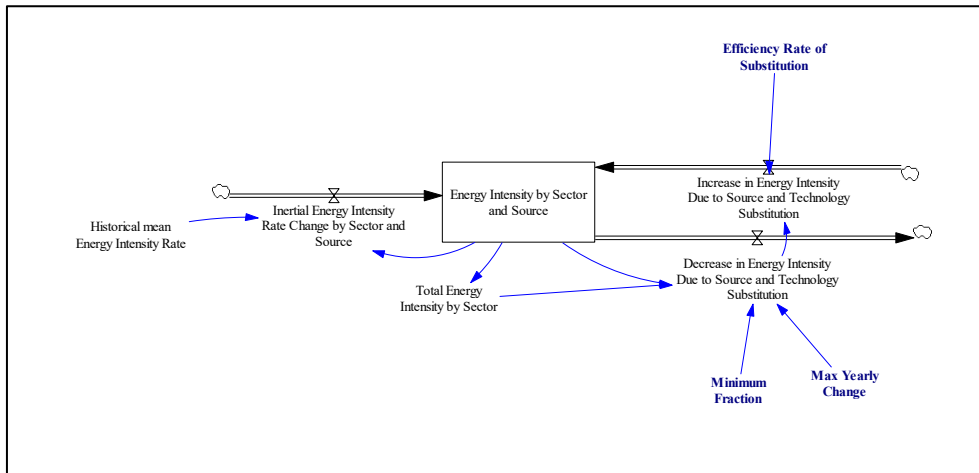 Efficiency Rate of
Substitution
Energy Intensity by Sector
and Source
Increase in Energy Intensity
Due to Source and Technology
Substitution
Inertial Energy Intensity
Rate Change by Sector and
Source
Historical mean
Energy Intensity Rate
Decrease in Energy Intensity
Due to Source and Technology
Substitution
Total Energy
Intensity by Sector
Minimum
Fraction
Max Yearly
Change